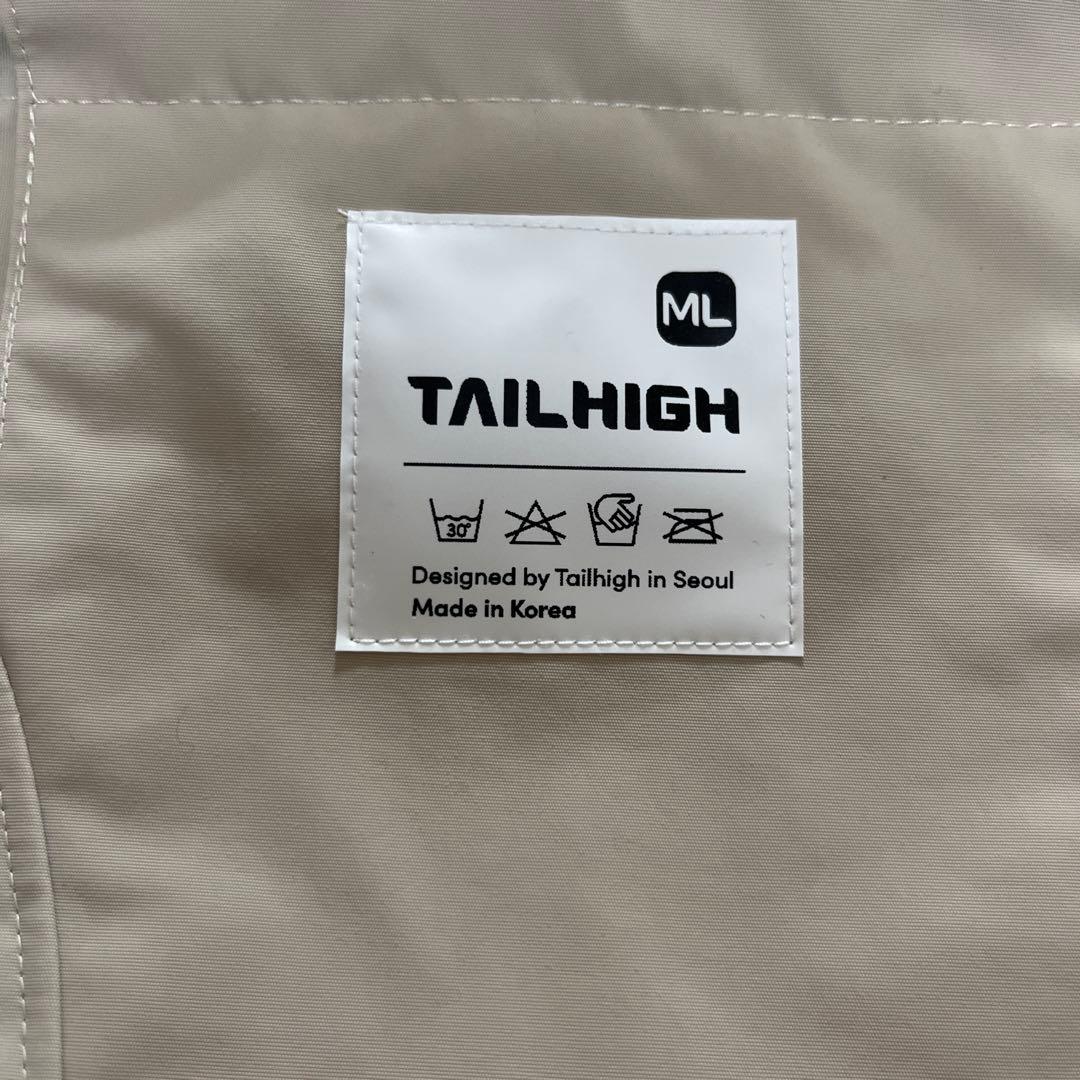 ML
TAILHIGH
30°
Designed by Tailhigh in Seoul
Made in Korea